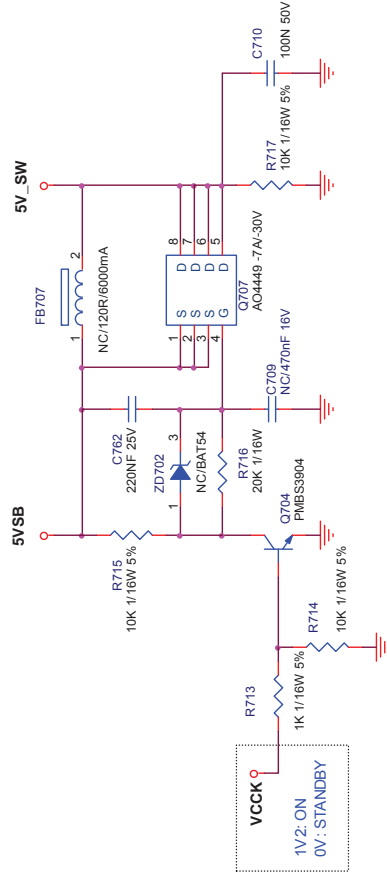 5VSB
5V_SW
FB707
1
2
NC/120R/6000mA
R715
10K 1/16W 5%
C762
220NF 25V
ZD702
1
3
NC/BAT54
R716
20K 1/16W
1
2
3
4
S
S
S
G
D
D
D
D
8
7
6
5
Q707
AO4449 -7A/-30V
C709
NC/470nF 16V
R717
10K 1/16W 5%
C710
100N 50V
Q704
PMBS3904
VCCK
1V2: ON
0V: STANDBY
R713
1K 1/16W 5%
R714
10K 1/16W 5%